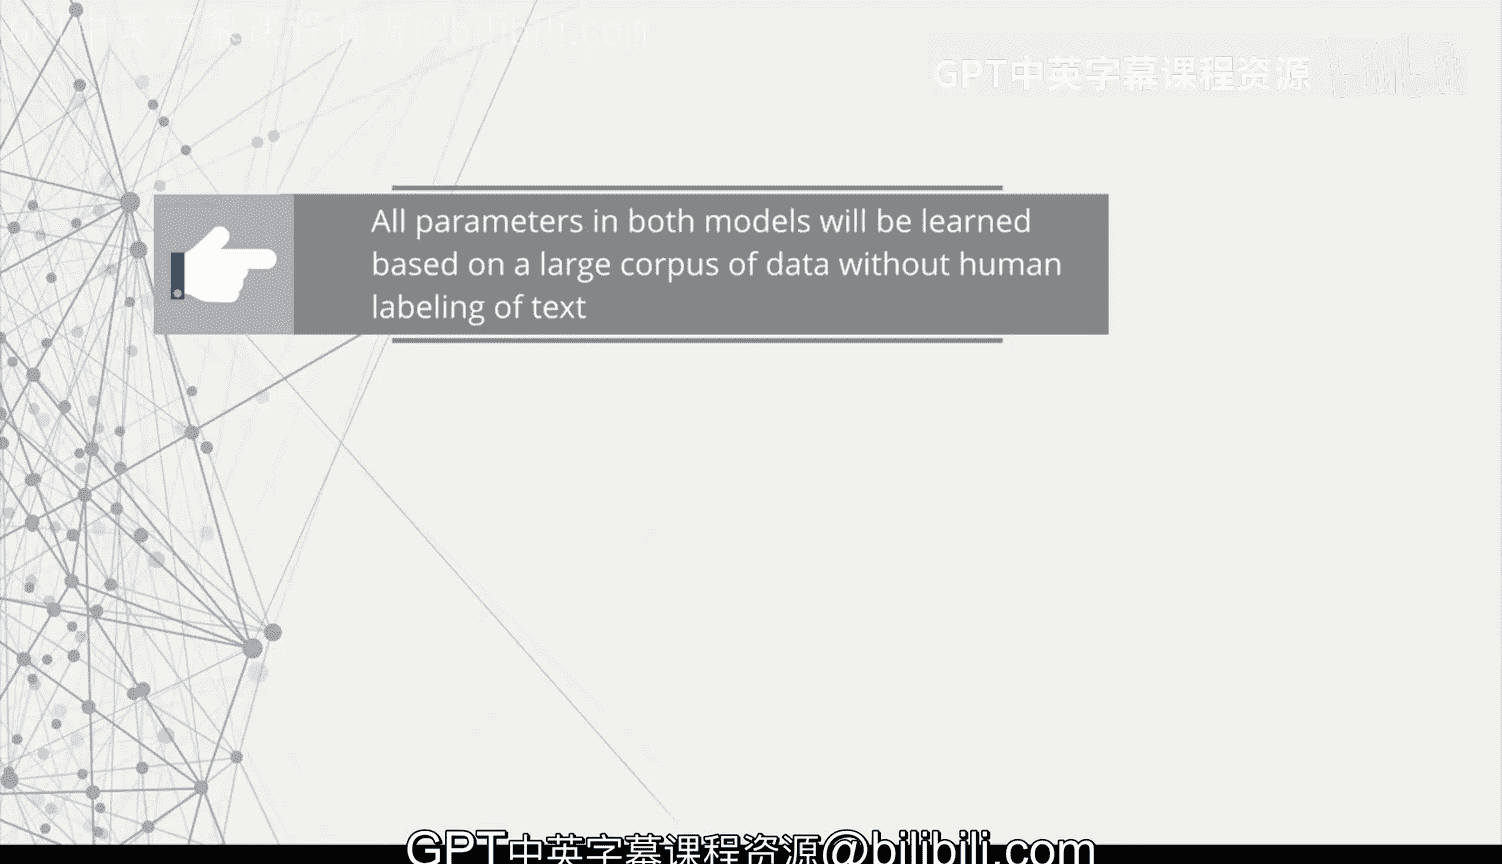 GPT中英字幕课程资源
All parameters in both models will be learned
based on a large corpus of data without human
labeling of text
GPT中英字幕课程资源@bilibili.com